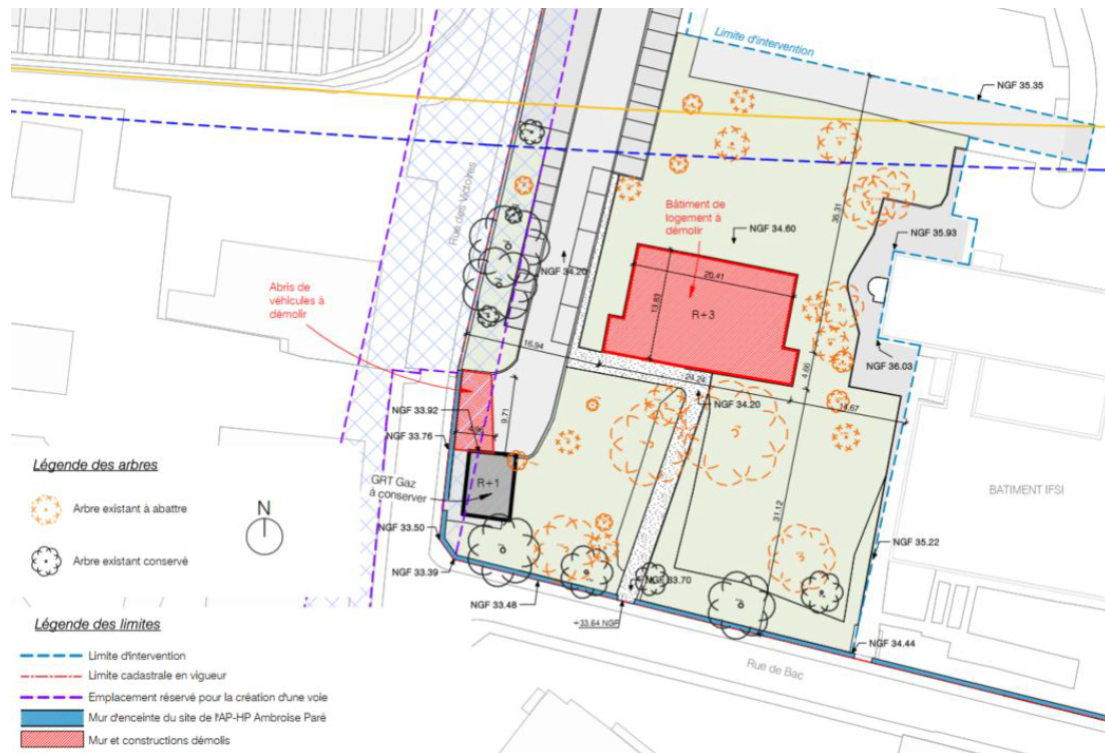 Limite d'intervention
NGF 35.35
Rue des Victoires
35.31
Bâtiment de
logement à
démolir
NGF 34.60
NGF 35.93
NGF 34.20
20.41
13.83
R+3
Abris de
véhicules à
démolir
16.94
NGF 36.03
4.66
24.24
14.67
NGF 34.20
NGF 33.92
9.71
NGF 33.76
Légende des arbres
GRT Gaz
à conserver
R+1
BATIMENT IFSI
Arbre existant à abattre
N
31.12
NGF 33.50
NGF 35.22
Arbre existant conservé
NGF 33.39
NGF 33.70
NGF 33.48
33.64 NGF
Légende des limites
NGF 34.44
Limite d'intervention
Rue de Bac
Limite cadastrale en vigueur
Emplacement réservé pour la création d'une voie
Mur d'enceinte du site de l'AP-HP Ambroise Paré
Mur et constructions démolis